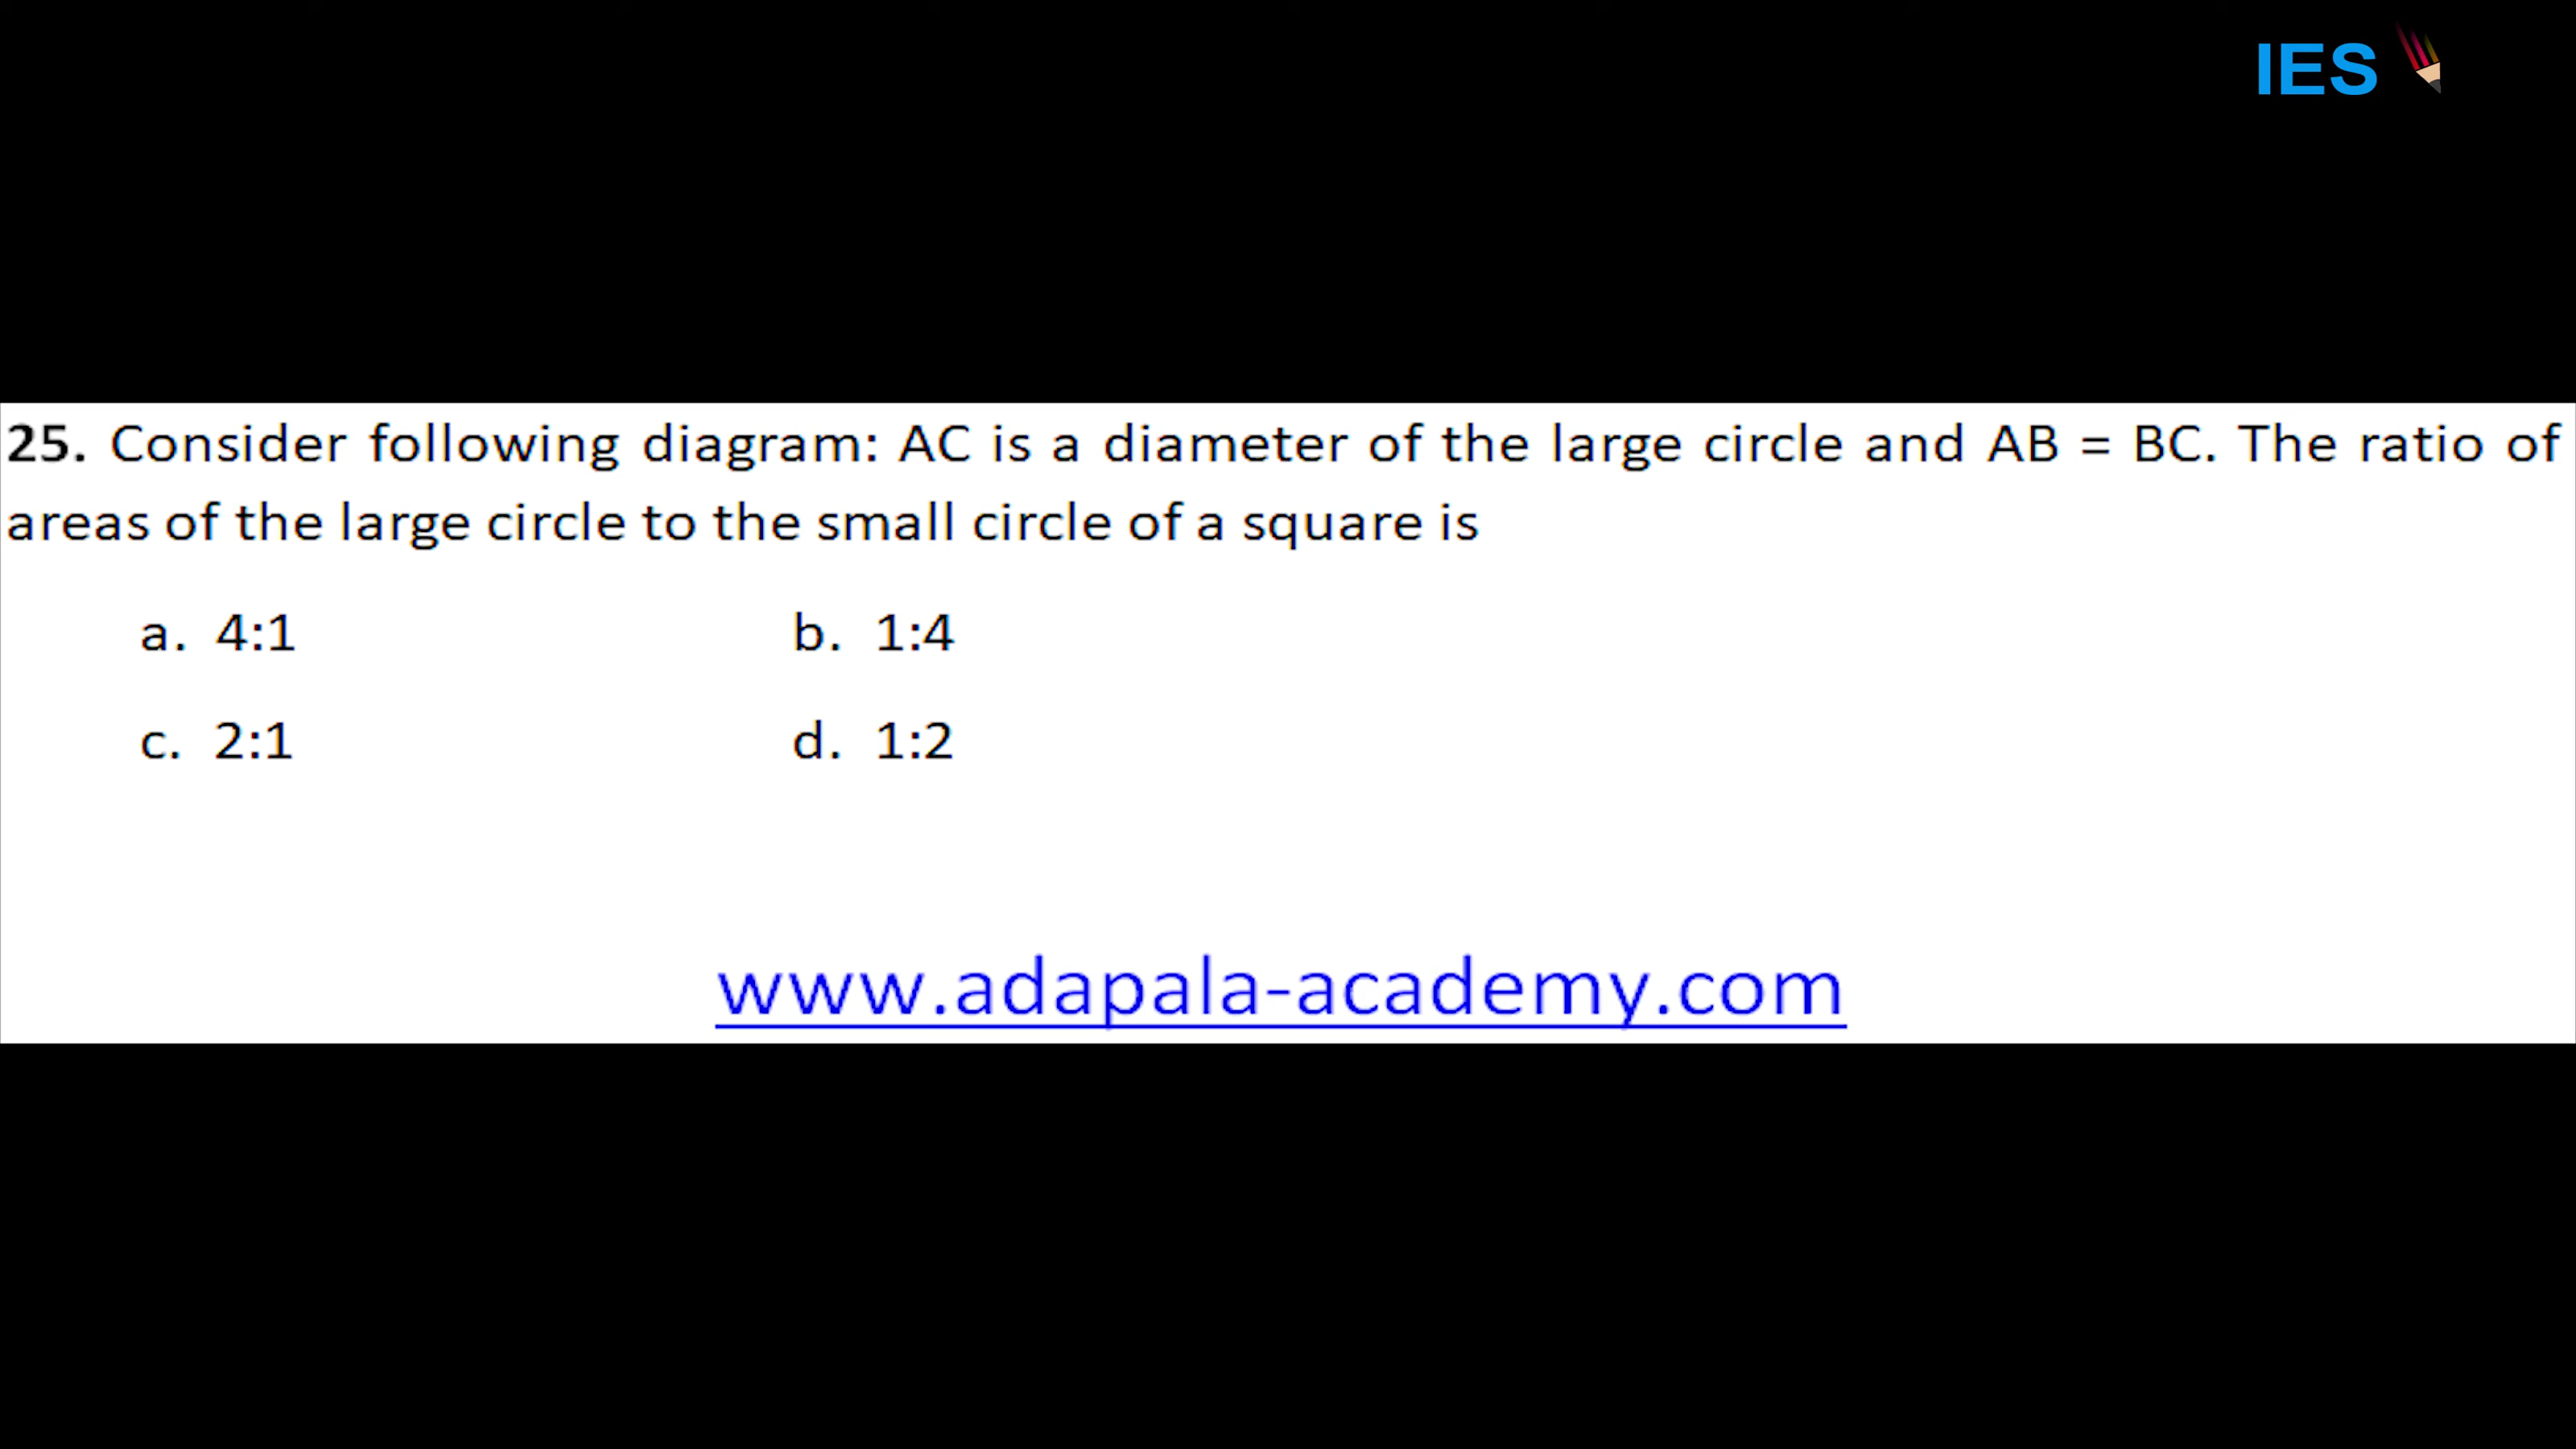 IES
25. Consider following diagram: AC is a diameter of the large circle and AB = BC. The ratio of
areas of the large circle to the small circle of a square is
a. 4:1 b. 1:4
c. 2:1 d. 1:2
www.adapala-academy.com